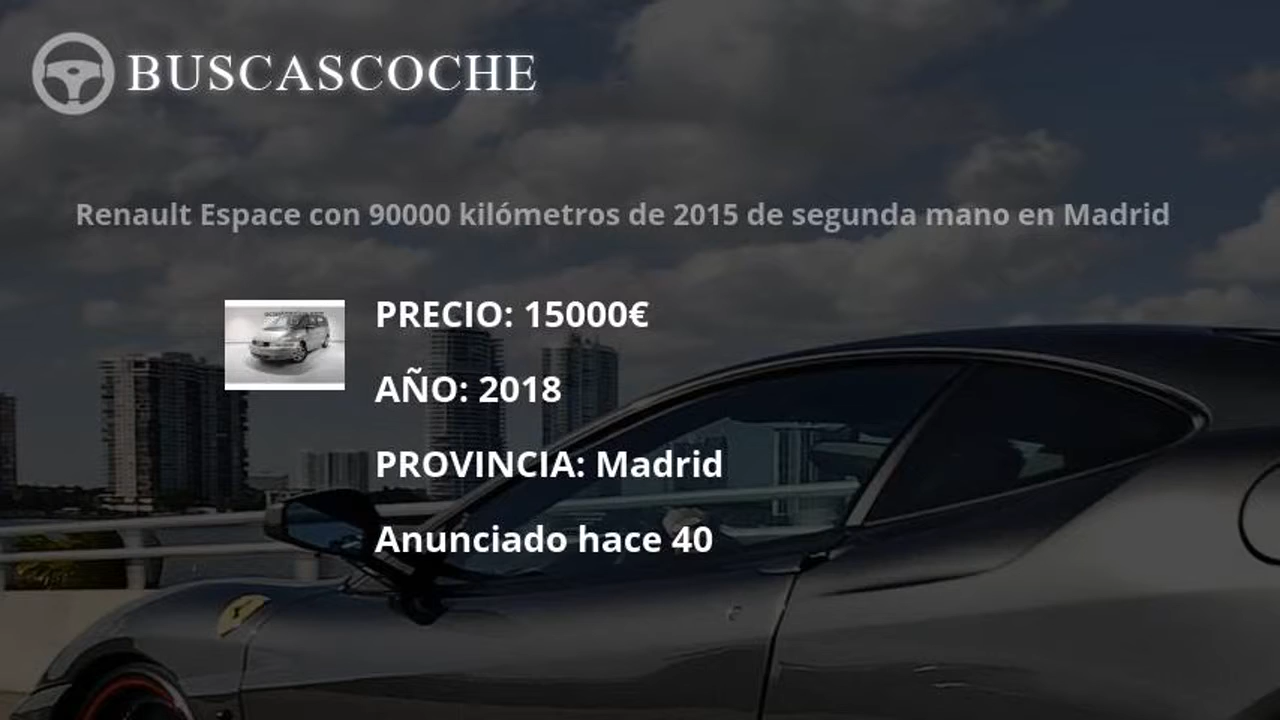 BUSCASCOCHE
Renault Espace con 90000 kilómetros de 2015 de segunda mano en Madrid
PRECIO: 15000€
AÑO: 2018
PROVINCIA: Madrid
Anunciado hace 40